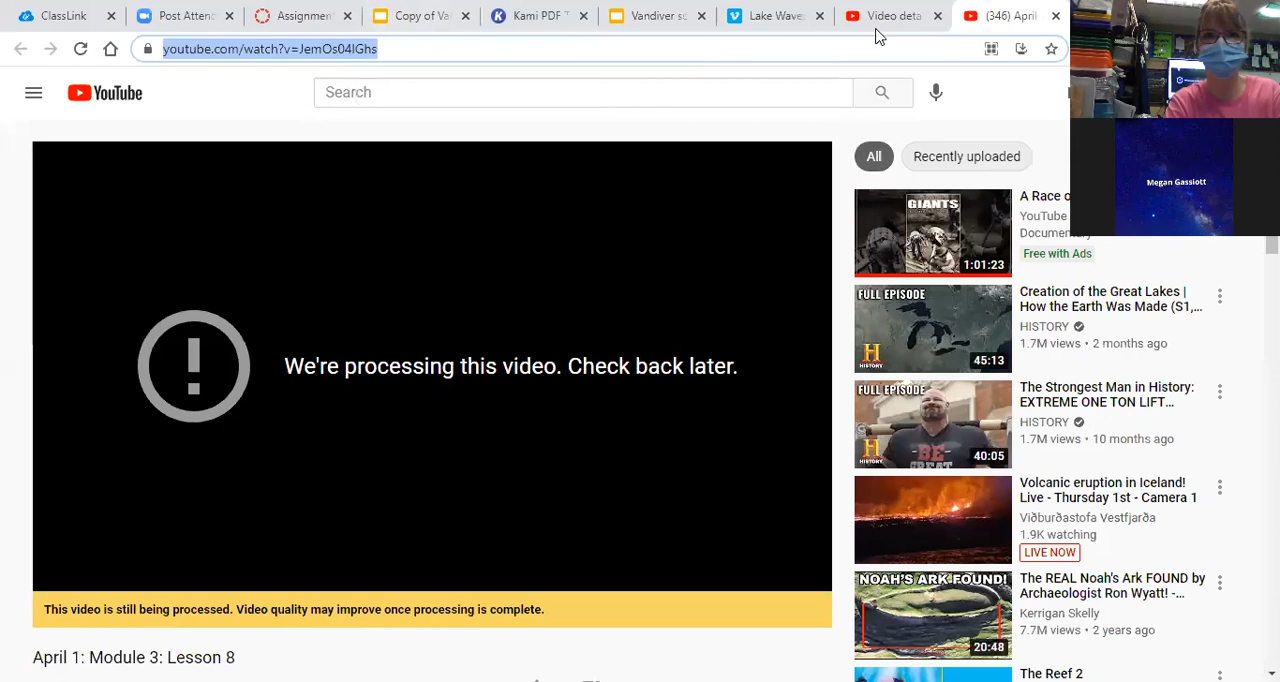 ClassLink
Post Attend
Assignment
Copy of Va
Kami PDF
Vandiver sc
Lake Wave
Video deta
(346) April
youtube.com/watch?v=JemOs04lGhs
YouTube
Search
Megan Gassiott
All
Recently uploaded
GIANTS
1:01:23
A Race o
YouTube
Documentary
Free with Ads
FULL EPISODE
HISTORY
45:13
Creation of the Great Lakes |
How the Earth Was Made (S1,...
HISTORY
1.7M views • 2 months ago
We're processing this video. Check back later.
FULL EPISODE
BE
GREAT
HISTORY
40:05
The Strongest Man in History:
EXTREME ONE TON LIFT...
HISTORY
1.7M views • 10 months ago
Volcanic eruption in Iceland!
Live - Thursday 1st - Camera 1
Viðburðastofa Vestfjarða
1.9K watching
LIVE NOW
NOAH'S ARK FOUND!
20:48
The REAL Noah's Ark FOUND by
Archaeologist Ron Wyatt! -...
Kerrigan Skelly
7.7M views • 2 years ago
This video is still being processed. Video quality may improve once processing is complete.
April 1: Module 3: Lesson 8
The Reef 2